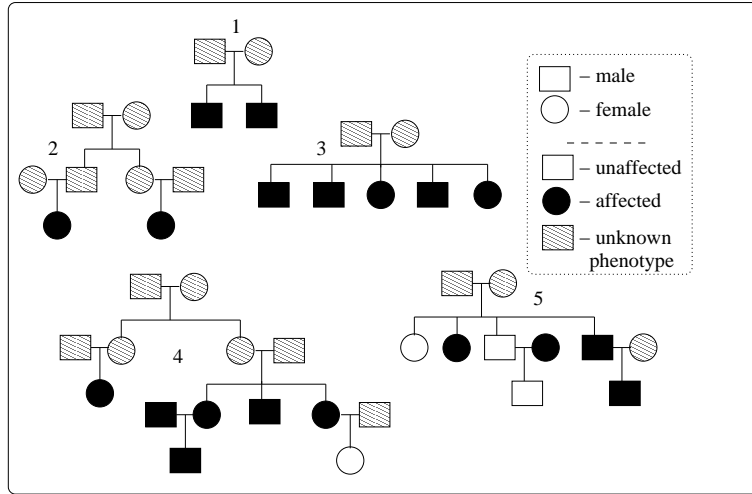 1
2
3
4
5
– male
– female
– unaffected
– affected
– unknown
phenotype